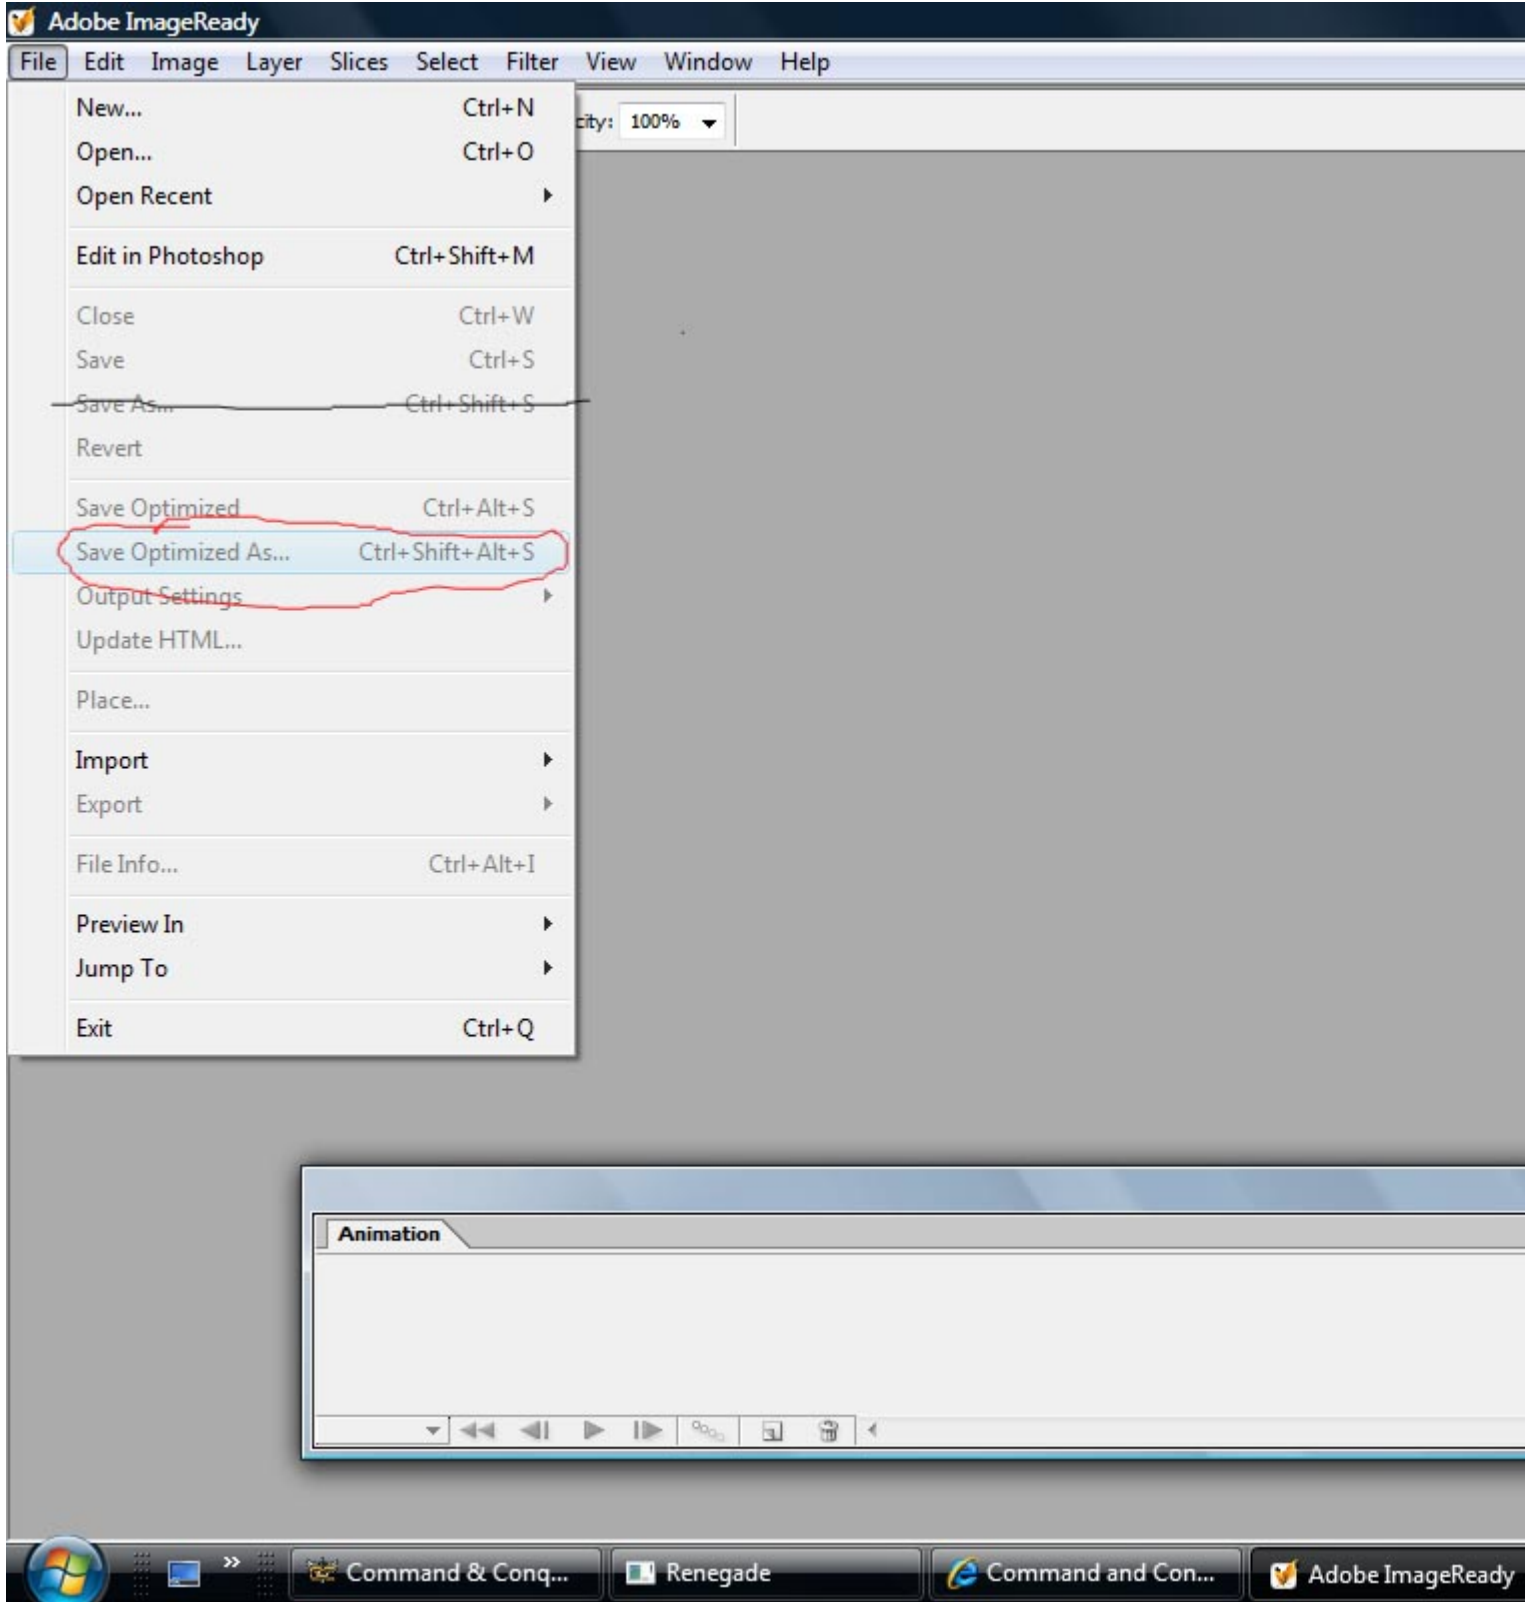 Adobe ImageReady
File Edit Image Layer Slices Select Filter View Window Help
New... Ctrl+N
city: 100%
Open... Ctrl+O
Open Recent
Edit in Photoshop Ctrl+Shift+M
Close Ctrl+W
Save Ctrl+S
Save As... Ctrl+Shift+S
Revert
Save Optimized Ctrl+Alt+S
Save Optimized As... Ctrl+Shift+Alt+S
Output Settings
Update HTML...
Place...
Import
Export
File Info... Ctrl+Alt+I
Preview In
Jump To
Exit Ctrl+Q
Animation
Command & Conq... Renegade Command and Con... Adobe ImageReady